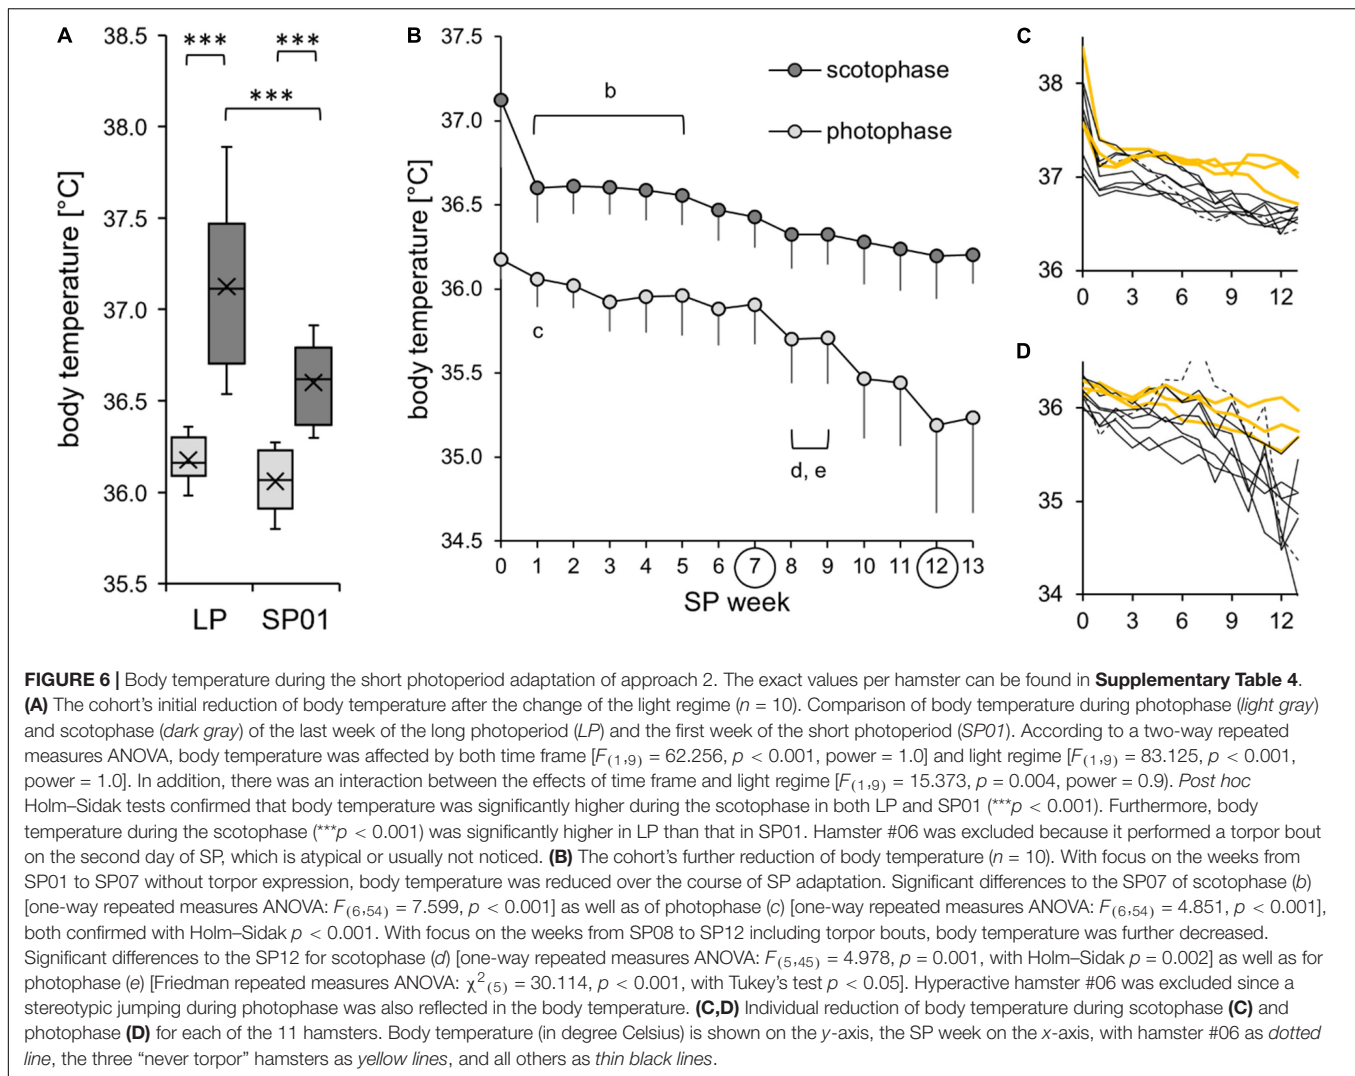 A
38.5
38.0
37.5
37.0
36.5
36.0
35.5
body temperature [°C]
*** ***
***
LP SP01
B
37.5
37.0
36.5
36.0
35.5
35.0
34.5
body temperature [°C]
scotophase
photophase
b
c
d, e
0 1 2 3 4 5 6 7 8 9 10 11 12 13
SP week
C
38
37
36
0 3 6 9 12
D
36
35
34
0 3 6 9 12
FIGURE 6 | Body temperature during the short photoperiod adaptation of approach 2. The exact values per hamster can be found in Supplementary Table 4.
(A) The cohort's initial reduction of body temperature after the change of the light regime (n = 10). Comparison of body temperature during photophase (light gray)
and scotophase (dark gray) of the last week of the long photoperiod (LP) and the first week of the short photoperiod (SP01). According to a two-way repeated
measures ANOVA, body temperature was affected by both time frame [F(1,9) = 62.256, p < 0.001, power = 1.0] and light regime [F(1,9) = 83.125, p < 0.001,
power = 1.0]. In addition, there was an interaction between the effects of time frame and light regime [F(1,9) = 15.373, p = 0.004, power = 0.9). Post hoc
Holm–Sidak tests confirmed that body temperature was significantly higher during the scotophase in both LP and SP01 (***p < 0.001). Furthermore, body
temperature during the scotophase (***p < 0.001) was significantly higher in LP than that in SP01. Hamster #06 was excluded because it performed a torpor bout
on the second day of SP, which is atypical or usually not noticed. (B) The cohort's further reduction of body temperature (n = 10). With focus on the weeks from
SP01 to SP07 without torpor expression, body temperature was reduced over the course of SP adaptation. Significant differences to the SP07 of scotophase (b)
[one-way repeated measures ANOVA: F(6,54) = 7.599, p < 0.001] as well as of photophase (c) [one-way repeated measures ANOVA: F(6,54) = 4.851, p < 0.001],
both confirmed with Holm–Sidak p < 0.001. With focus on the weeks from SP08 to SP12 including torpor bouts, body temperature was further decreased.
Significant differences to the SP12 for scotophase (d) [one-way repeated measures ANOVA: F(5,45) = 4.978, p = 0.001, with Holm–Sidak p = 0.002] as well as for
photophase (e) [Friedman repeated measures ANOVA: χ²(5) = 30.114, p < 0.001, with Tukey's test p < 0.05]. Hyperactive hamster #06 was excluded since a
stereotypic jumping during photophase was also reflected in the body temperature. (C,D) Individual reduction of body temperature during scotophase (C) and
photophase (D) for each of the 11 hamsters. Body temperature (in degree Celsius) is shown on the y-axis, the SP week on the x-axis, with hamster #06 as dotted
line, the three "never torpor" hamsters as yellow lines, and all others as thin black lines.